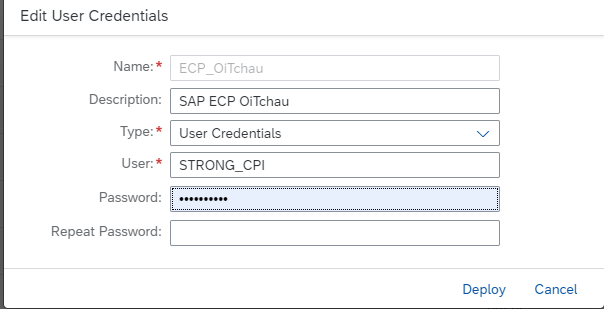 Edit User Credentials
Name:* ECP_OiTchau
Description: SAP ECP OiTchau
Type:* User Credentials
User:* STRONG_CPI
Password: ••••••••••
Repeat Password:
Deploy Cancel